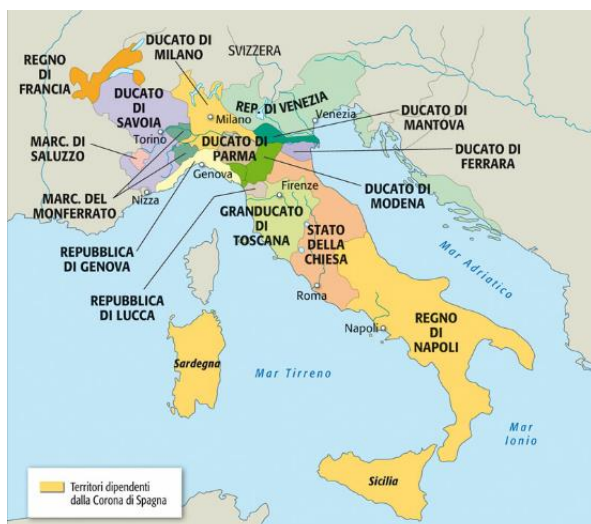 REGNO
DI
FRANCIA
DUCATO DI
MILANO
SVIZZERA
DUCATO
DI
SAVOIA
REP. DI VENEZIA
Milano
Venezia
DUCATO DI
MANTOVA
Torino
MARC. DI
SALUZZO
DUCATO DI
PARMA
DUCATO DI
FERRARA
Genova
MARC. DEL
MONFERRATO
Nizza
Firenze
DUCATO DI
MODENA
GRANDUCATO
DI
TOSCANA
STATO
DELLA
CHIESA
REPUBBLICA
DI GENOVA
Mar Adriatico
REPUBBLICA
DI LUCCA
Roma
REGNO
DI
NAPOLI
Napoli
Sardegna
Mar Tirreno
Mar
Ionio
Sicilia
Territori dipendenti
dalla Corona di Spagna